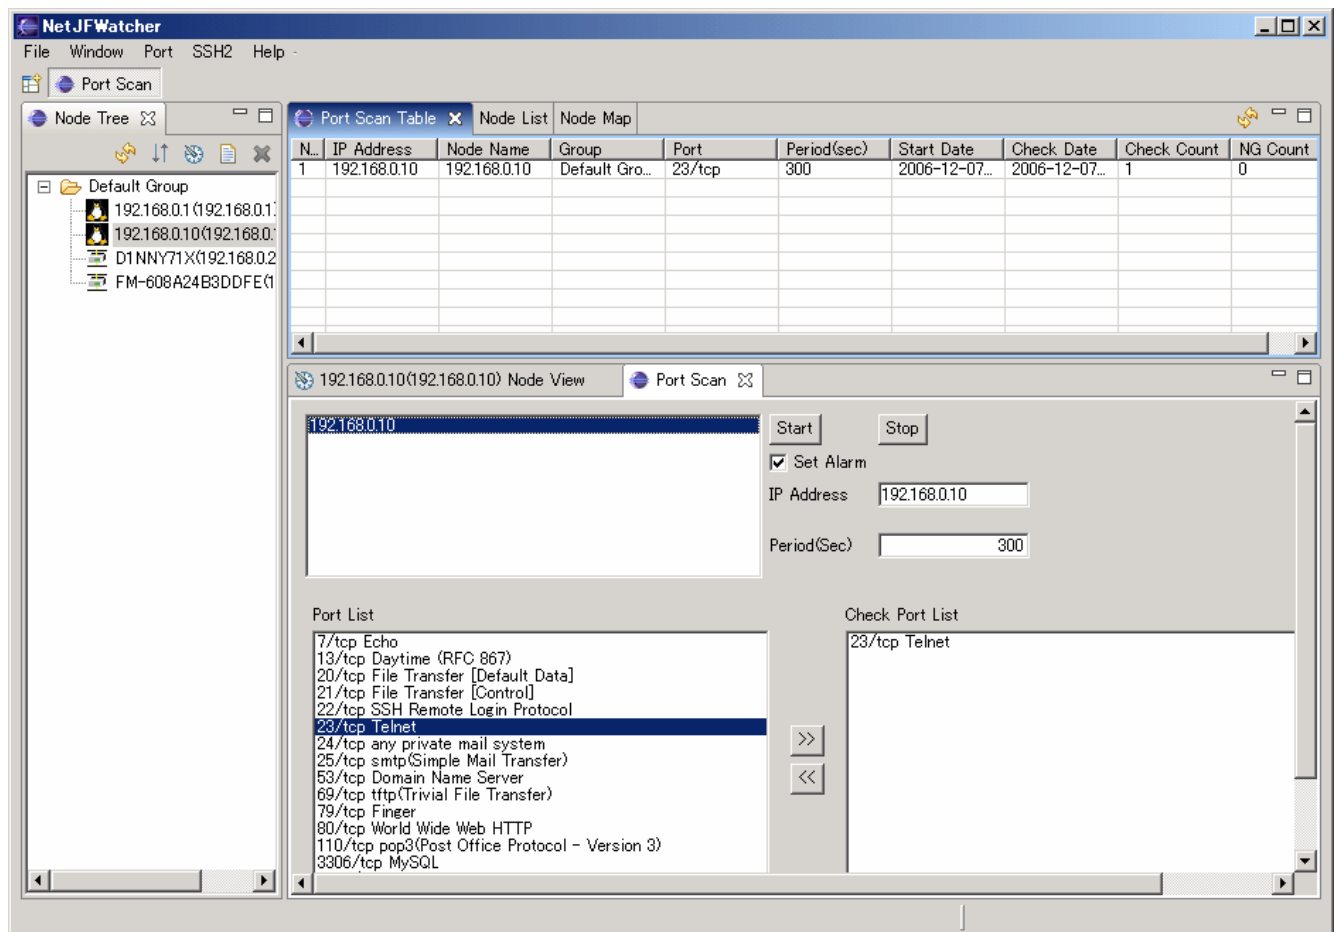 NetJFWatcher
File Window Port SSH2 Help
Port Scan
Node Tree
Default Group
192.168.0.1(192.168.0.1)
192.168.0.10(192.168.0.
D1NNY71X(192.168.0.2
FM-608A24B3DDFE(1
Port Scan Table Node List Node Map
N... IP Address Node Name Group Port Period(sec) Start Date Check Date Check Count NG Count
1 192.168.0.10 192.168.0.10 Default Gro... 23/tcp 300 2006-12-07... 2006-12-07... 1 0
192.168.0.10(192.168.0.10) Node View Port Scan
192.168.0.10
Start Stop
Set Alarm
IP Address 192.168.0.10
Period(Sec) 300
Port List
7/tcp Echo
13/tcp Daytime (RFC 867)
20/tcp File Transfer [Default Data]
21/tcp File Transfer [Control]
22/tcp SSH Remote Login Protocol
23/tcp Telnet
24/tcp any private mail system
25/tcp smtp(Simple Mail Transfer)
53/tcp Domain Name Server
69/tcp tftp(Trivial File Transfer)
79/tcp Finger
80/tcp World Wide Web HTTP
110/tcp pop3(Post Office Protocol - Version 3)
3306/tcp MySQL
>>
<<
Check Port List
23/tcp Telnet